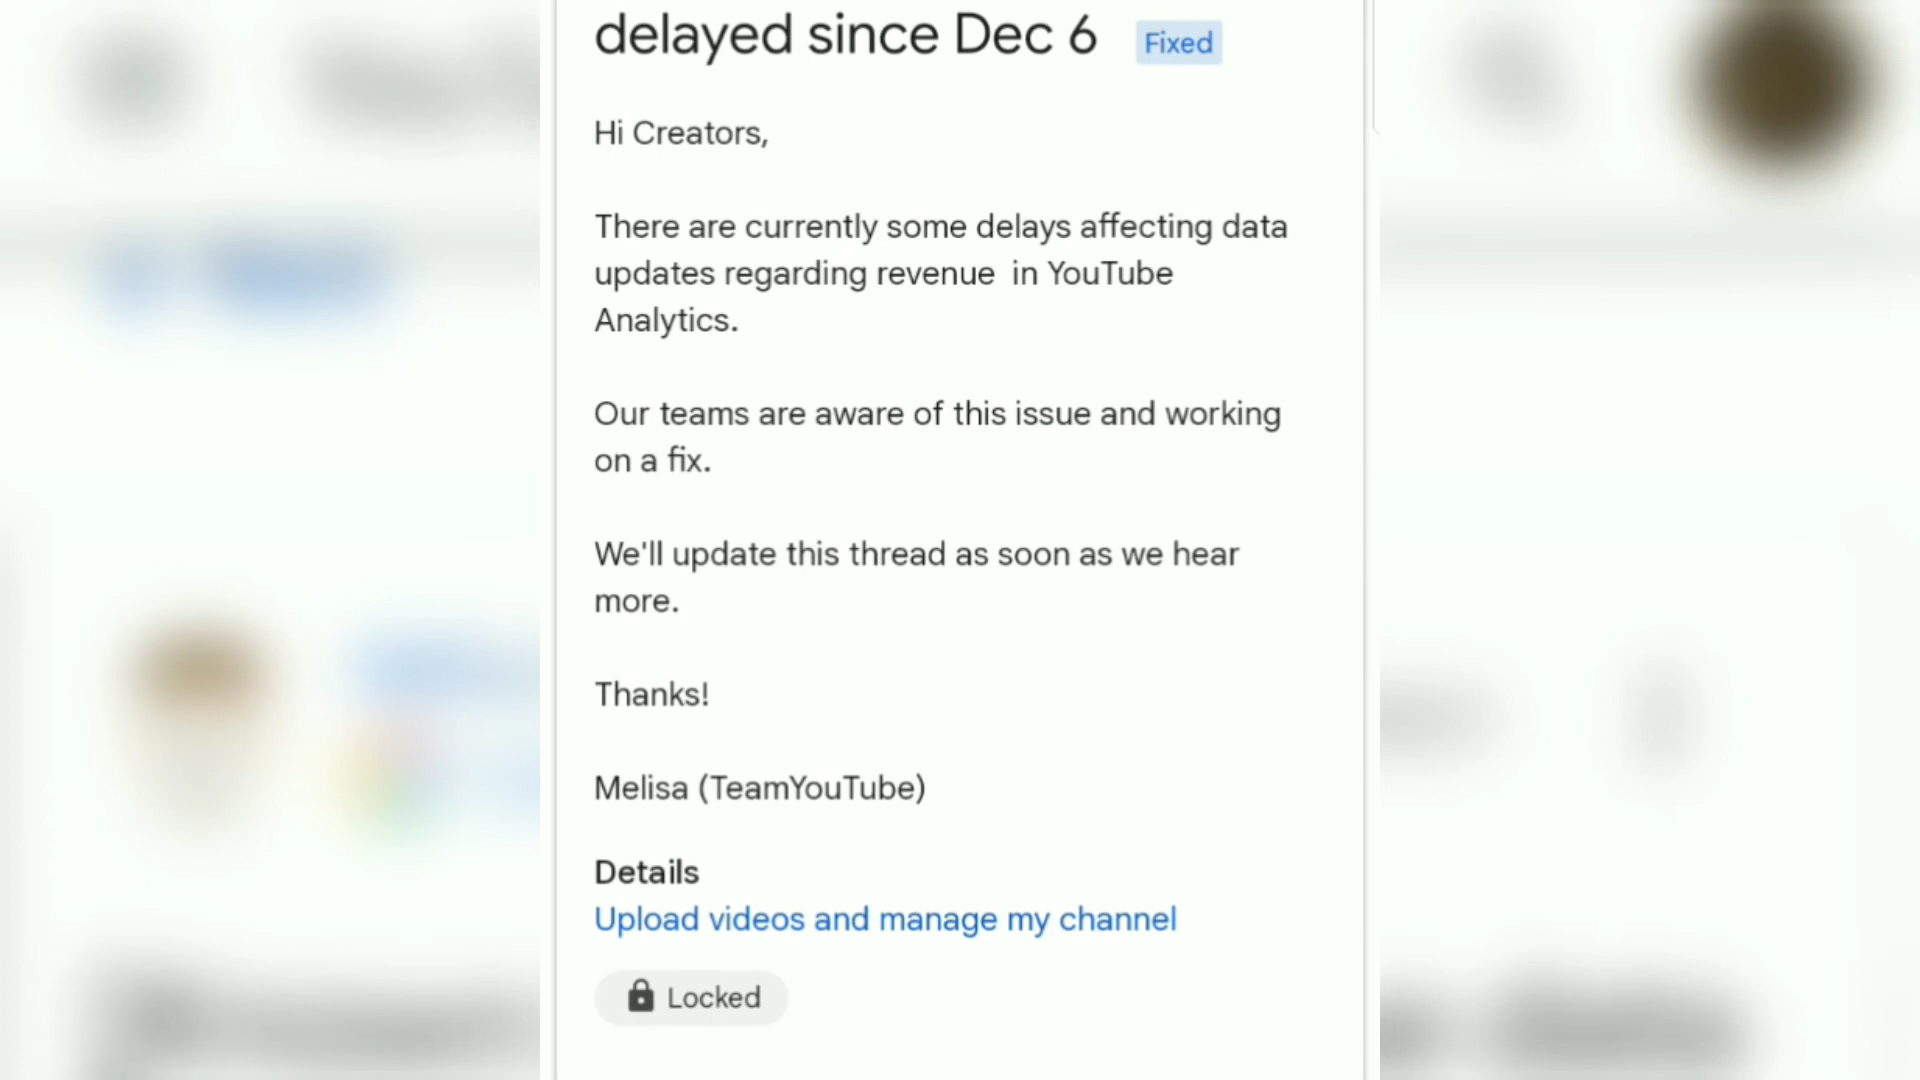 delayed since Dec 6 Fixed
Hi Creators,
There are currently some delays affecting data
updates regarding revenue  in YouTube
Analytics.
Our teams are aware of this issue and working
on a fix.
We'll update this thread as soon as we hear
more.
Thanks!
Melisa (TeamYouTube)
Details
Upload videos and manage my channel
Locked